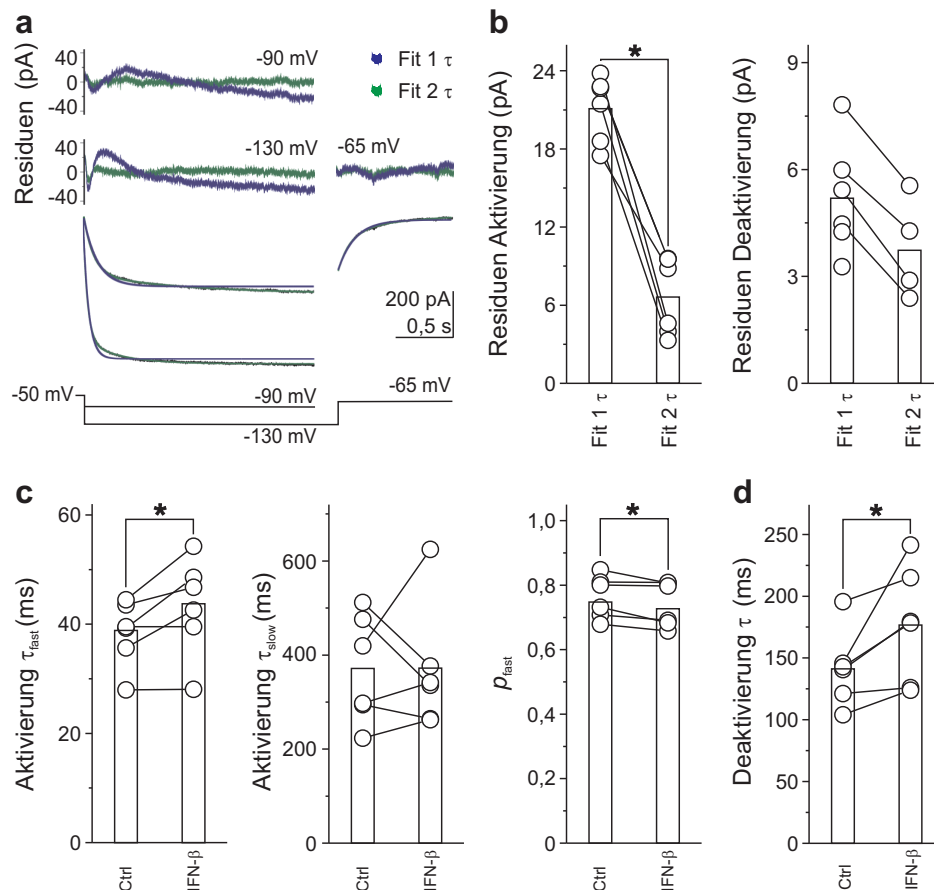 a
Residuen (pA)
40
0
-40
-90 mV
Fit 1 τ
Fit 2 τ
40
0
-40
-130 mV
-65 mV
200 pA
0,5 s
-50 mV
-90 mV
-65 mV
-130 mV
b
Residuen Aktivierung (pA)
24
18
12
6
0
*
Fit 1 τ
Fit 2 τ
Residuen Deaktivierung (pA)
9
6
3
0
Fit 1 τ
Fit 2 τ
c
Aktivierung τfast (ms)
60
40
20
0
*
Ctrl
IFN-β
Aktivierung τslow (ms)
600
400
200
0
Ctrl
IFN-β
pfast
1,0
0,8
0,6
0,4
0,2
0
*
Ctrl
IFN-β
d
Deaktivierung τ (ms)
250
200
150
100
50
0
*
Ctrl
IFN-β